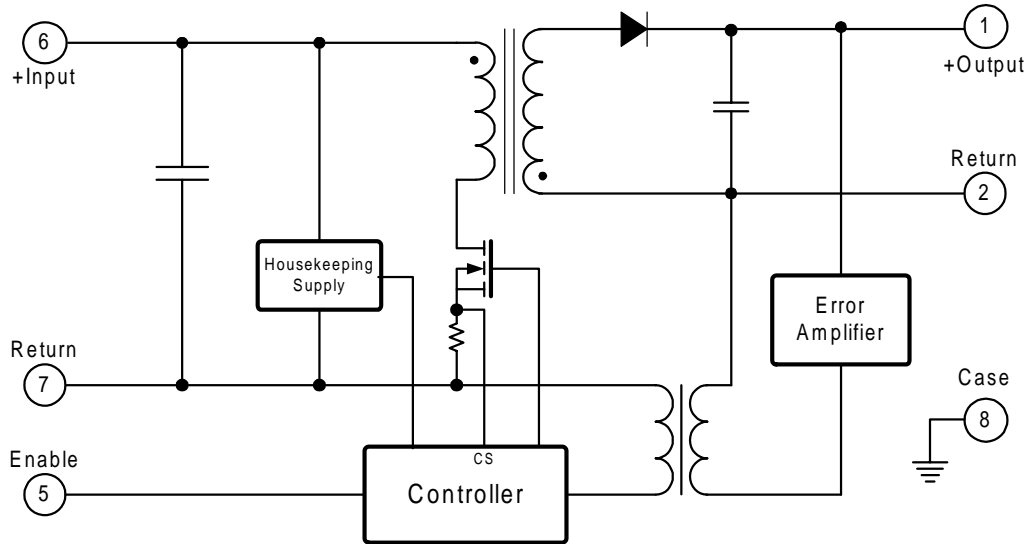 6
+Input
1
+Output
Return
2
Housekeeping
Supply
Error
Amplifier
Return
7
Case
8
Enable
5
CS
Controller